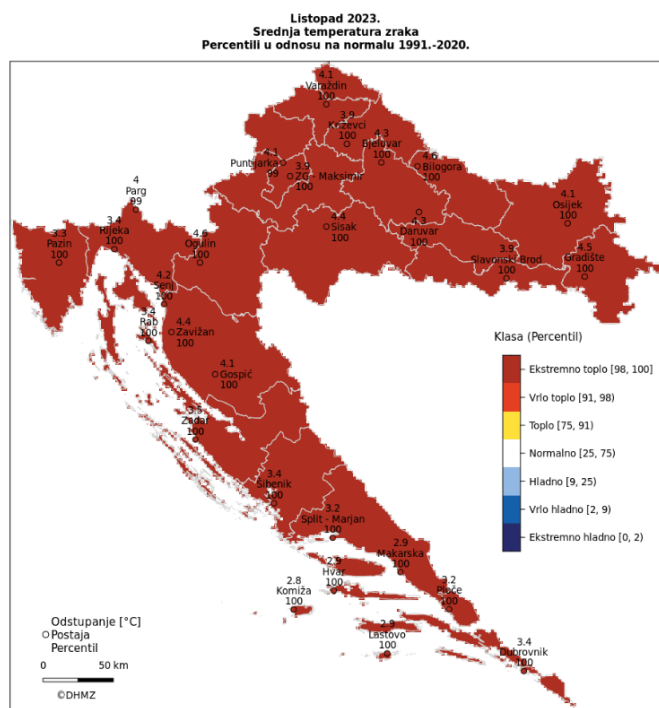 Listopad 2023.
Srednja temperatura zraka
Percentili u odnosu na normalu 1991.-2020.
4.1
Varaždin
100
3.9
Križevci
100
4.3
Bjelovar
100
4.6
Bilogora
100
4.1
Puntijarka
99
3.9
ZG - Maksimir
100
4
Parg
99
3.4
Rijeka
100
3.3
Pazin
100
4.6
Ogulin
100
4.4
Sisak
100
4.3
Daruvar
100
4.1
Osijek
100
3.9
Slavonski Brod
100
4.5
Gradište
100
4.2
Senj
100
3.4
Rab
100
4.4
Zavižan
100
4.1
Gospić
100
3.5
Zadar
100
3.4
Šibenik
100
3.2
Split - Marjan
100
2.9
Makarska
100
2.9
Hvar
100
2.8
Komiža
100
3.2
Ploče
100
2.9
Lastovo
100
3.4
Dubrovnik
100
Klasa (Percentil)
Ekstremno toplo [98, 100]
Vrlo toplo [91, 98)
Toplo [75, 91)
Normalno [25, 75)
Hladno [9, 25)
Vrlo hladno [2, 9)
Ekstremno hladno [0, 2)
Odstupanje [°C]
Postaja
Percentil
0 50 km
©DHMZ